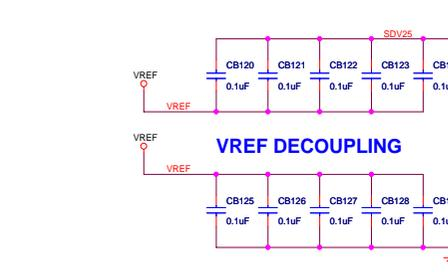 SDV25
CB120 CB121 CB122 CB123
VREF
0.1uF 0.1uF 0.1uF 0.1uF
VREF
VREF
VREF DECOUPLING
VREF
CB125 CB126 CB127 CB128
0.1uF 0.1uF 0.1uF 0.1uF